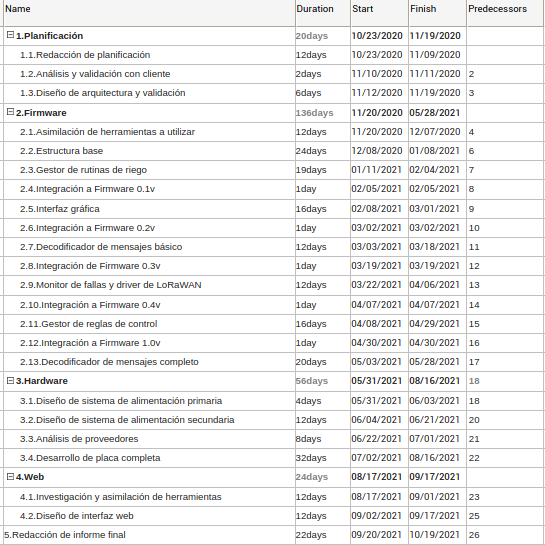 Name Duration Start Finish Predecessors
1.Planificación 20days 10/23/2020 11/19/2020
1.1.Redacción de planificación 12days 10/23/2020 11/09/2020
1.2.Análisis y validación con cliente 2days 11/10/2020 11/11/2020 2
1.3.Diseño de arquitectura y validación 6days 11/12/2020 11/19/2020 3
2.Firmware 136days 11/20/2020 05/28/2021
2.1.Asimilación de herramientas a utilizar 12days 11/20/2020 12/07/2020 4
2.2.Estructura base 24days 12/08/2020 01/08/2021 6
2.3.Gestor de rutinas de riego 19days 01/11/2021 02/04/2021 7
2.4.Integración a Firmware 0.1v 1day 02/05/2021 02/05/2021 8
2.5.Interfaz gráfica 16days 02/08/2021 03/01/2021 9
2.6.Integración a Firmware 0.2v 1day 03/02/2021 03/02/2021 10
2.7.Decodificador de mensajes básico 12days 03/03/2021 03/18/2021 11
2.8.Integración de Firmware 0.3v 1day 03/19/2021 03/19/2021 12
2.9.Monitor de fallas y driver de LoRaWAN 12days 03/22/2021 04/06/2021 13
2.10.Integración a Firmware 0.4v 1day 04/07/2021 04/07/2021 14
2.11.Gestor de reglas de control 16days 04/08/2021 04/29/2021 15
2.12.Integración a Firmware 1.0v 1day 04/30/2021 04/30/2021 16
2.13.Decodificador de mensajes completo 20days 05/03/2021 05/28/2021 17
3.Hardware 56days 05/31/2021 08/16/2021 18
3.1.Diseño de sistema de alimentación primaria 4days 05/31/2021 06/03/2021 18
3.2.Diseño de sistema de alimentación secundaria 12days 06/04/2021 06/21/2021 20
3.3.Análisis de proveedores 8days 06/22/2021 07/01/2021 21
3.4.Desarrollo de placa completa 32days 07/02/2021 08/16/2021 22
4.Web 24days 08/17/2021 09/17/2021
4.1.Investigación y asimilación de herramientas 12days 08/17/2021 09/01/2021 23
4.2.Diseño de interfaz web 12days 09/02/2021 09/17/2021 25
5.Redacción de informe final 22days 09/20/2021 10/19/2021 26